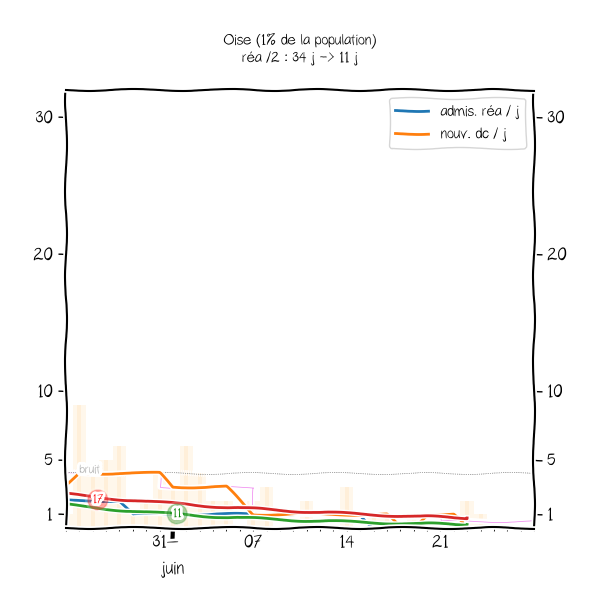 Oise (1% de la population)
réa /2 : 34 j -> 11 j
admis. réa / j
nouv. dc / j
30
30
20
20
10
10
5
5
bruit
17
11
1
1
31
07
14
21
juin